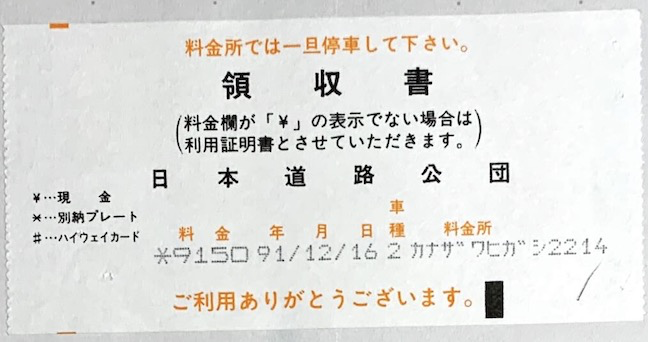 料金所では一旦停車して下さい。
領収書
(料金欄が「¥」の表示でない場合は
利用証明書とさせていただきます。)
日本道路公団
¥…現金
✕…別納プレート
♯…ハイウェイカード
料金 年月日 車種 料金所
✕9150 91/12/16 2 カナザワヒガシ2214
ご利用ありがとうございます。